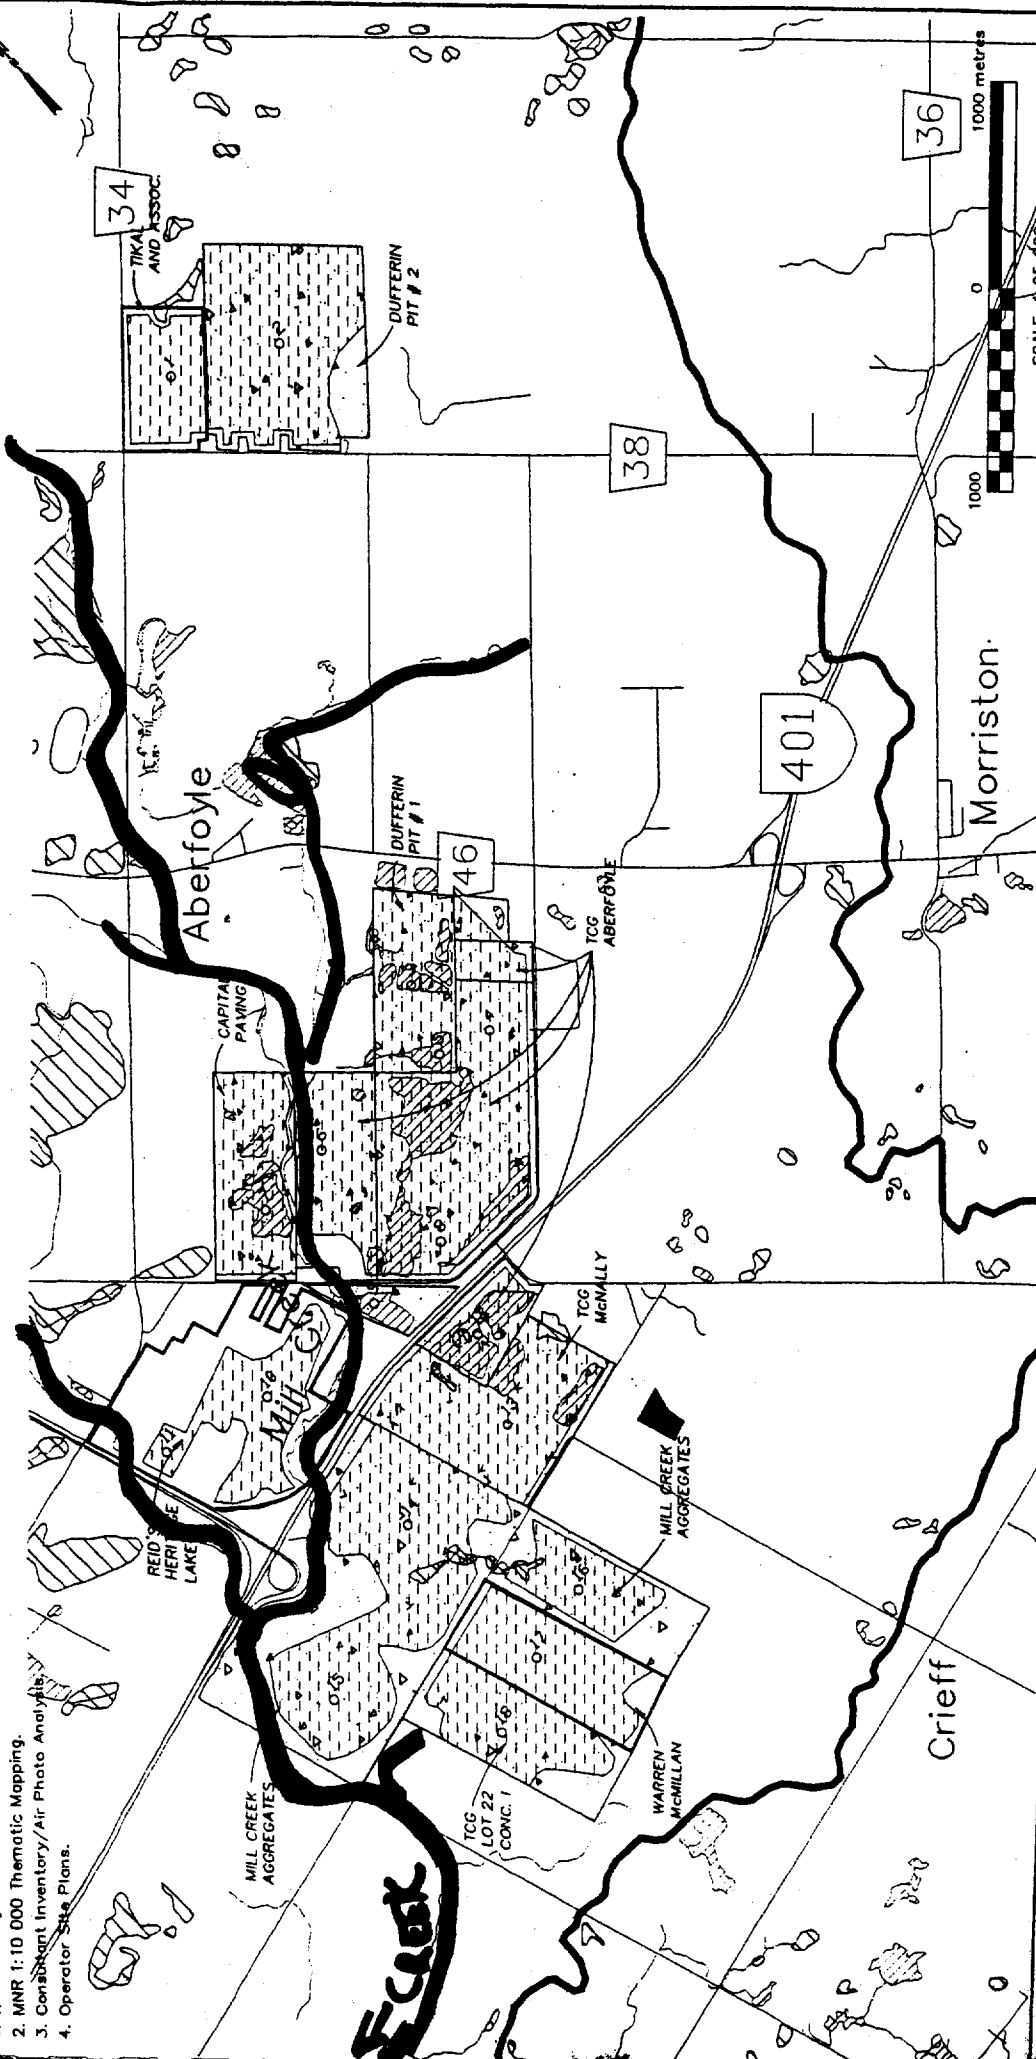 2. MNR 1:10 000 Thematic Mapping.
3. Consultant Inventory/Air Photo Analysis.
4. Operator Site Plans.
34
TIKAL
AND ASSOC.
DUFFERIN
PIT # 2
36
1000 metres
0
1000
38
401
Morriston
Aberfoyle
DUFFERIN
PIT # 1
46
TCG
ABERFOYLE
CAPITAL
PAVING
TCG
McNALLY
Mill
REID'S
HERITAGE
LAKE
MILL CREEK
AGGREGATES
MILL CREEK
AGGREGATES
TCG
LOT 22
CONC. 1
WARREN
McMILLAN
Crieff
CREEK